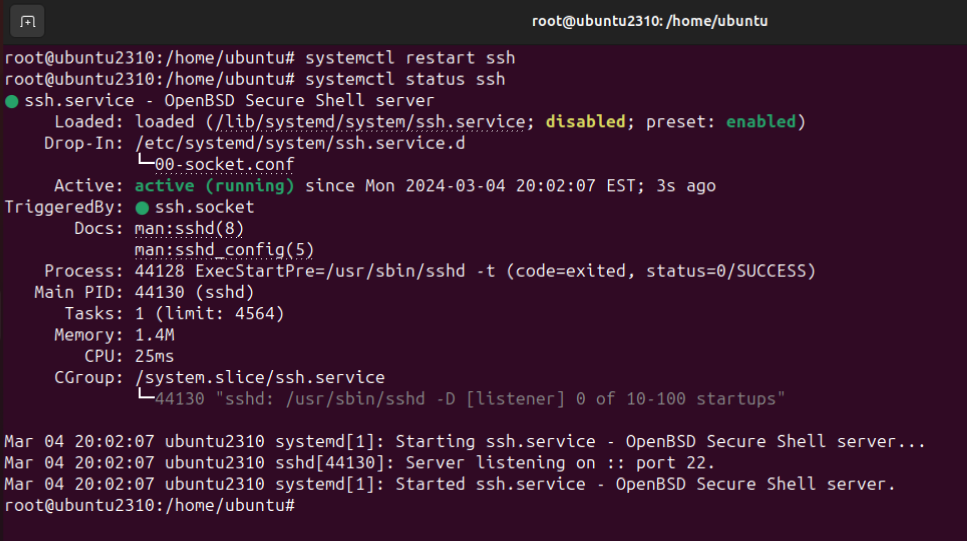 root@ubuntu2310: /home/ubuntu
root@ubuntu2310:/home/ubuntu# systemctl restart ssh
root@ubuntu2310:/home/ubuntu# systemctl status ssh
● ssh.service - OpenBSD Secure Shell server
     Loaded: loaded (/lib/systemd/system/ssh.service; disabled; preset: enabled)
    Drop-In: /etc/systemd/system/ssh.service.d
             └─00-socket.conf
     Active: active (running) since Mon 2024-03-04 20:02:07 EST; 3s ago
TriggeredBy: ● ssh.socket
       Docs: man:sshd(8)
             man:sshd_config(5)
    Process: 44128 ExecStartPre=/usr/sbin/sshd -t (code=exited, status=0/SUCCESS)
   Main PID: 44130 (sshd)
      Tasks: 1 (limit: 4564)
     Memory: 1.4M
        CPU: 25ms
     CGroup: /system.slice/ssh.service
             └─44130 "sshd: /usr/sbin/sshd -D [listener] 0 of 10-100 startups"

Mar 04 20:02:07 ubuntu2310 systemd[1]: Starting ssh.service - OpenBSD Secure Shell server...
Mar 04 20:02:07 ubuntu2310 sshd[44130]: Server listening on :: port 22.
Mar 04 20:02:07 ubuntu2310 systemd[1]: Started ssh.service - OpenBSD Secure Shell server.
root@ubuntu2310:/home/ubuntu#